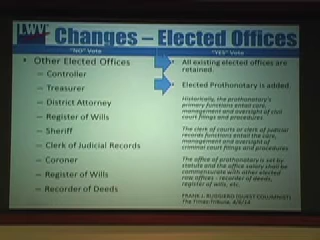 LWV
Changes – Elected Offices
"NO" Vote
"YES" Vote
• Other Elected Offices
– Controller
– Treasurer
– District Attorney
– Register of Wills
– Sheriff
– Clerk of Judicial Records
– Coroner
– Register of Wills
– Recorder of Deeds
• All existing elected offices are
retained.
• Elected Prothonotary is added
Historically, the prothonotary's
primary functions entail care,
management and oversight of civil
court filings and procedures
The clerk of courts or clerk of judicial
records functions entail the care,
management and oversight of
criminal court filings and procedures
The office of prothonotary is set by
statute and the office salary shall be
commensurate with other elected
row offices - recorder of deeds,
register of wills, etc.
(GUEST COLUMNIST)
The Times-Tribune, 4/6/14